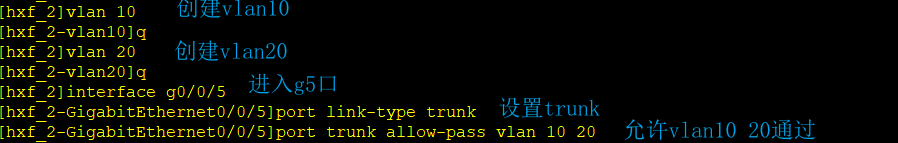 [hxf_2]vlan 10 创建vlan10
[hxf_2-vlan10]q
[hxf_2]vlan 20 创建vlan20
[hxf_2-vlan20]q
[hxf_2]interface g0/0/5 进入g5口
[hxf_2-GigabitEthernet0/0/5]port link-type trunk 设置trunk
[hxf_2-GigabitEthernet0/0/5]port trunk allow-pass vlan 10 20 允许vlan10 20通过